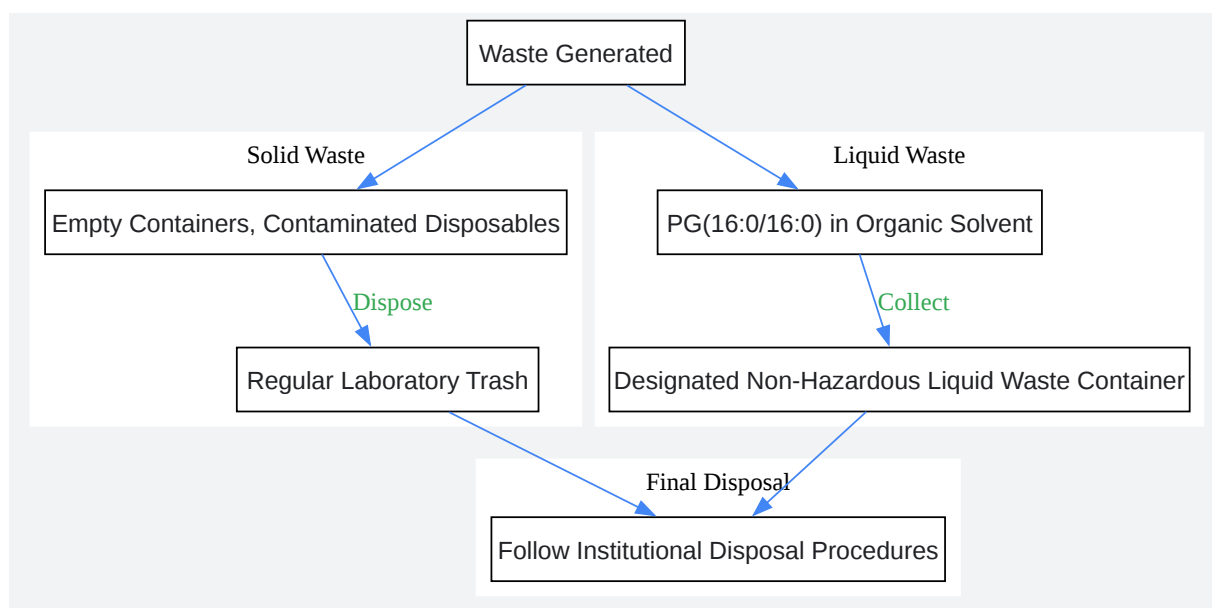 Waste Generated
Solid Waste
Liquid Waste
Empty Containers, Contaminated Disposables
PG(16:0/16:0) in Organic Solvent
Dispose
Collect
Regular Laboratory Trash
Designated Non-Hazardous Liquid Waste Container
Final Disposal
Follow Institutional Disposal Procedures